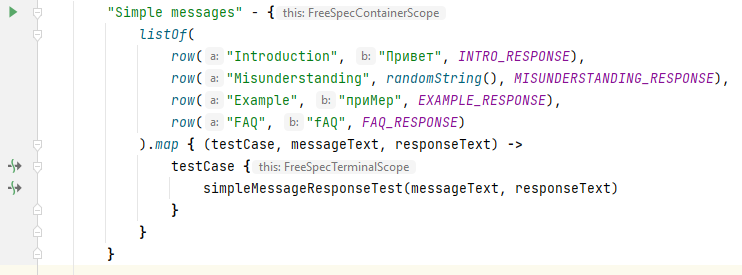 "Simple messages" - { this: FreeSpecContainerScope
listOf(
row( a: "Introduction", b: "Привет", INTRO_RESPONSE),
row( a: "Misunderstanding", randomString(), MISUNDERSTANDING_RESPONSE),
row( a: "Example", b: "приМер", EXAMPLE_RESPONSE),
row( a: "FAQ", b: "fAQ", FAQ_RESPONSE)
).map { (testCase, messageText, responseText) ->
testCase { this: FreeSpecTerminalScope
simpleMessageResponseTest(messageText, responseText)
}
}
}